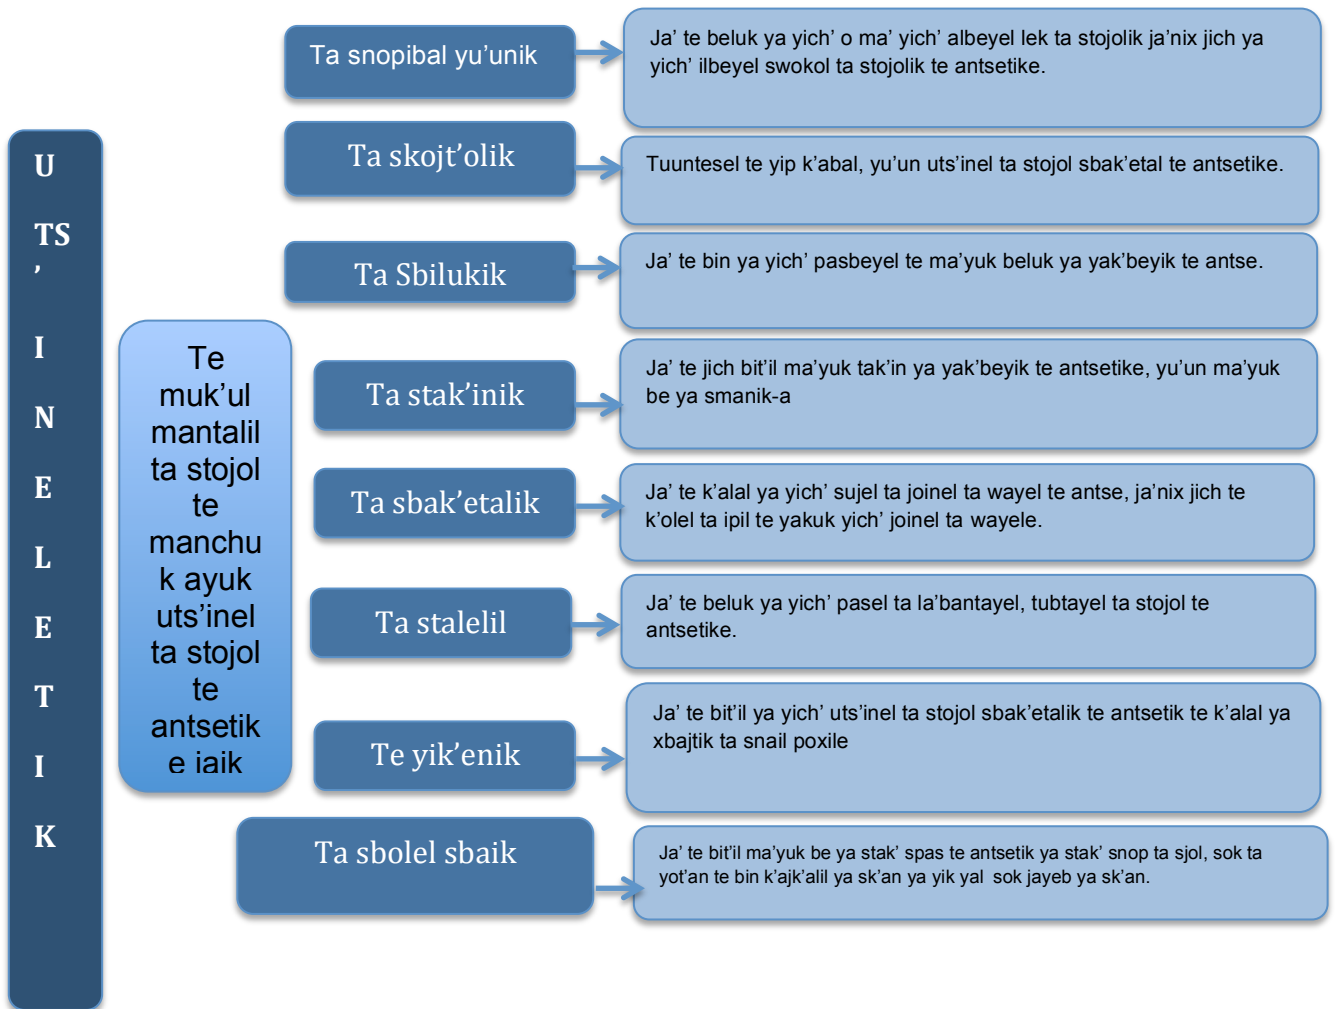 U
TS
’
I
N
E
L
E
T
I
K
Te
muk’ul
mantalil
ta stojol
te
manchu
k ayuk
uts’inel
ta stojol
te
antsetik
e jaik
Ta snopibal yu’unik
Ja’ te beluk ya yich’ o ma’ yich’ albeyel lek ta stojolik ja’nix jich ya
yich’ ilbeyel swokol ta stojolik te antsetike.
Ta skojt’olik
Tuuntesel te yip k’abal, yu’un uts’inel ta stojol sbak’etal te antsetike.
Ta Sbilukik
Ja’ te bin ya yich’ pasbeyel te ma’yuk beluk ya yak’beyik te antse.
Ta stak’inik
Ja’ te jich bit’il ma’yuk tak’in ya yak’beyik te antsetike, yu’un ma’yuk
be ya smanik-a
Ta sbak’etalik
Ja’ te k’alal ya yich’ sujel ta joinel ta wayel te antse, ja’nix jich te
k’olel ta ipil te yakuk yich’ joinel ta wayele.
Ta stalelil
Ja’ te beluk ya yich’ pasel ta la’bantayel, tubtayel ta stojol te
antsetike.
Te yik’enik
Ja’ te bit’il ya yich’ uts’inel ta stojol sbak’etalik te antsetik te k’alal ya
xbajtik ta snail poxile
Ta sbolel sbaik
Ja’ te bit’il ma’yuk be ya stak’ spas te antsetik ya stak’ snop ta sjol, sok ta
yot’an te bin k’ajk’alil ya sk’an ya yik yal sok jayeb ya sk’an.